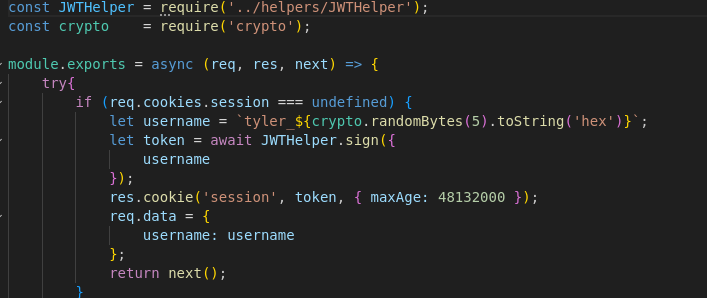 const JWTHelper = require('../helpers/JWTHelper');
const crypto    = require('crypto');

module.exports = async (req, res, next) => {
    try{
        if (req.cookies.session === undefined) {
            let username = `tyler_${crypto.randomBytes(5).toString('hex')}`;
            let token = await JWTHelper.sign({
                username
            });
            res.cookie('session', token, { maxAge: 48132000 });
            req.data = {
                username: username
            };
            return next();
        }